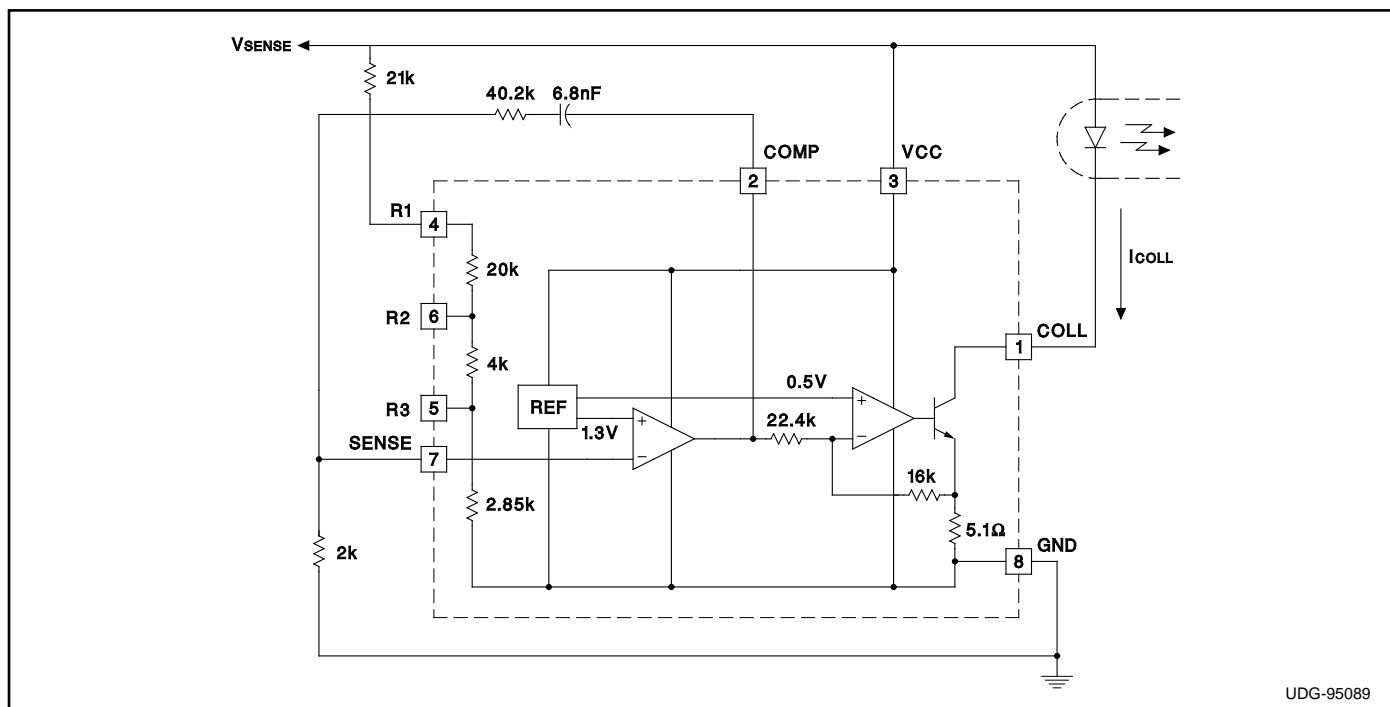 VSENSE
21k
40.2k 6.8nF
COMP VCC
2 3
R1 4
20k
ICOLL
R2 6
COLL
1
4k
0.5V
R3 5
REF
1.3V
+
−
22.4k
+
−
SENSE 7
16k
2.85k
5.1Ω
2k
GND
8
UDG-95089